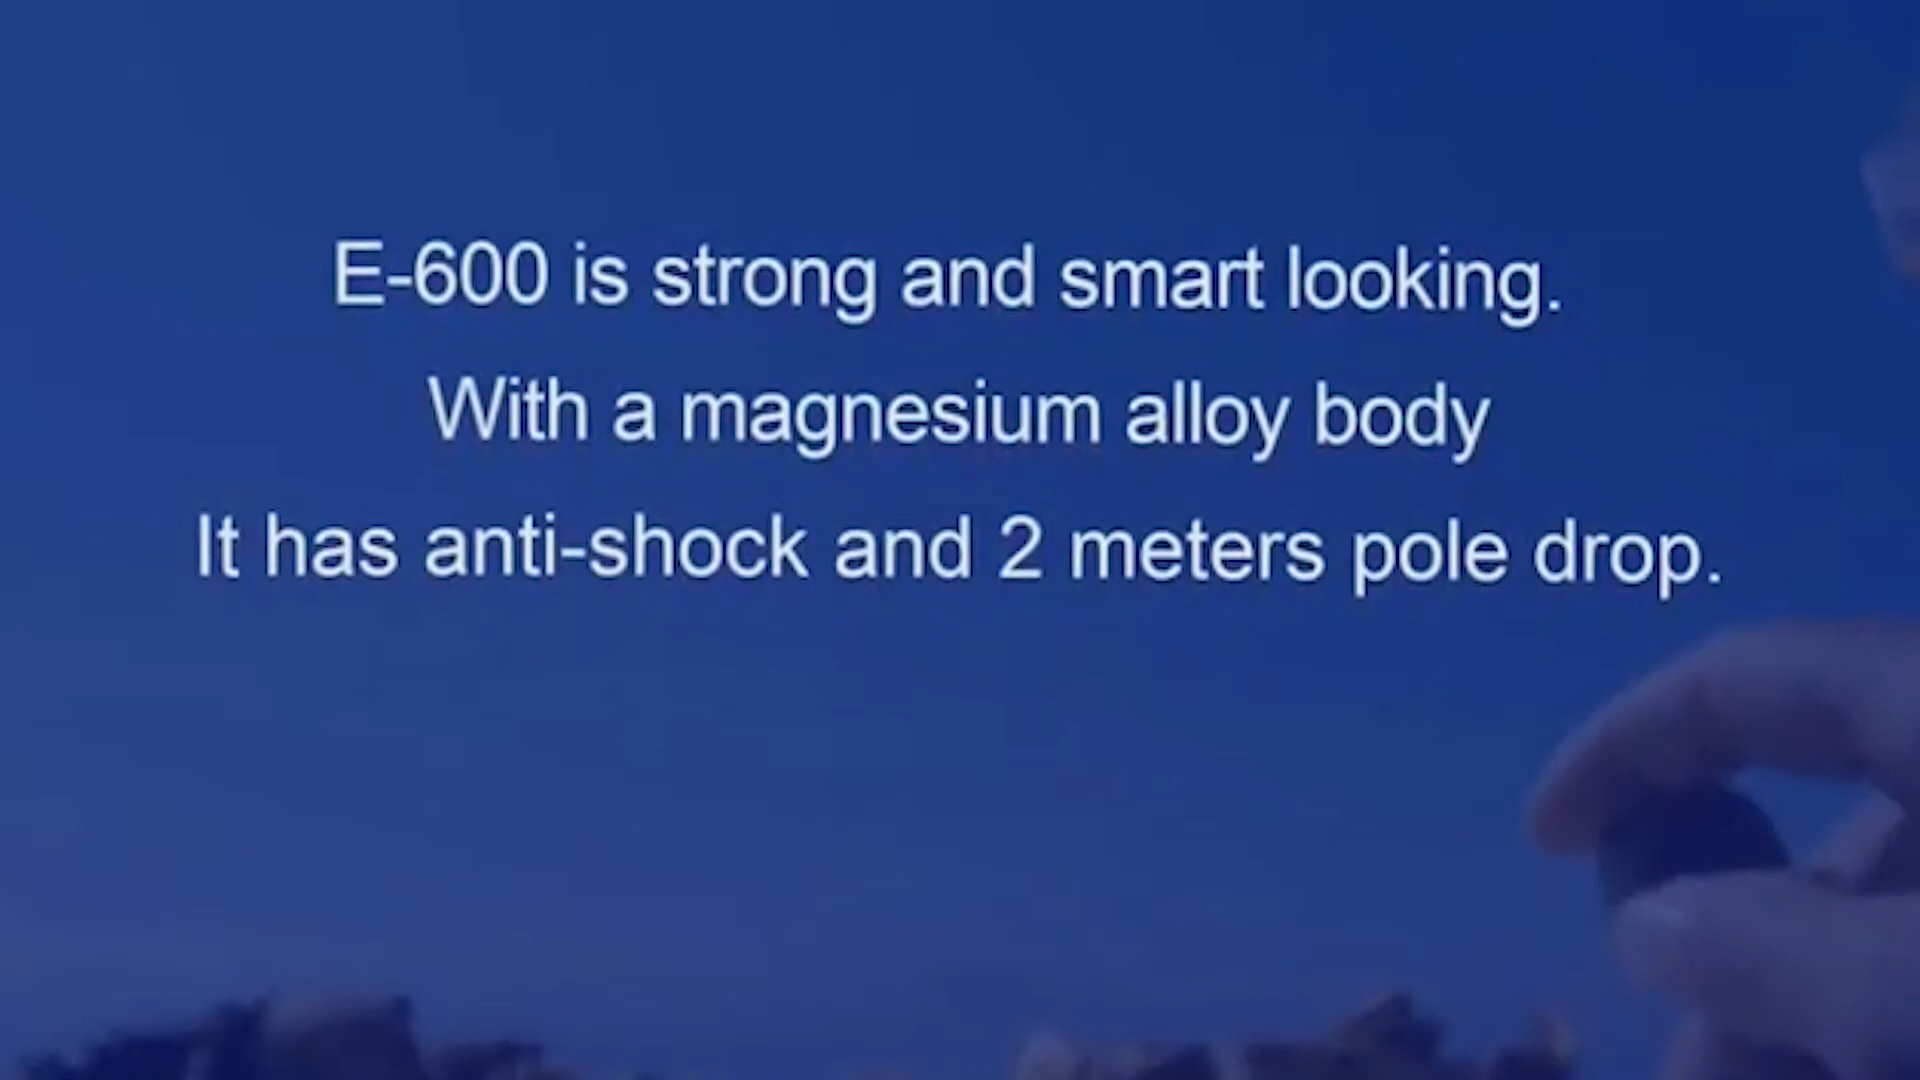 E-600 is strong and smart looking.
With a magnesium alloy body
It has anti-shock and 2 meters pole drop.